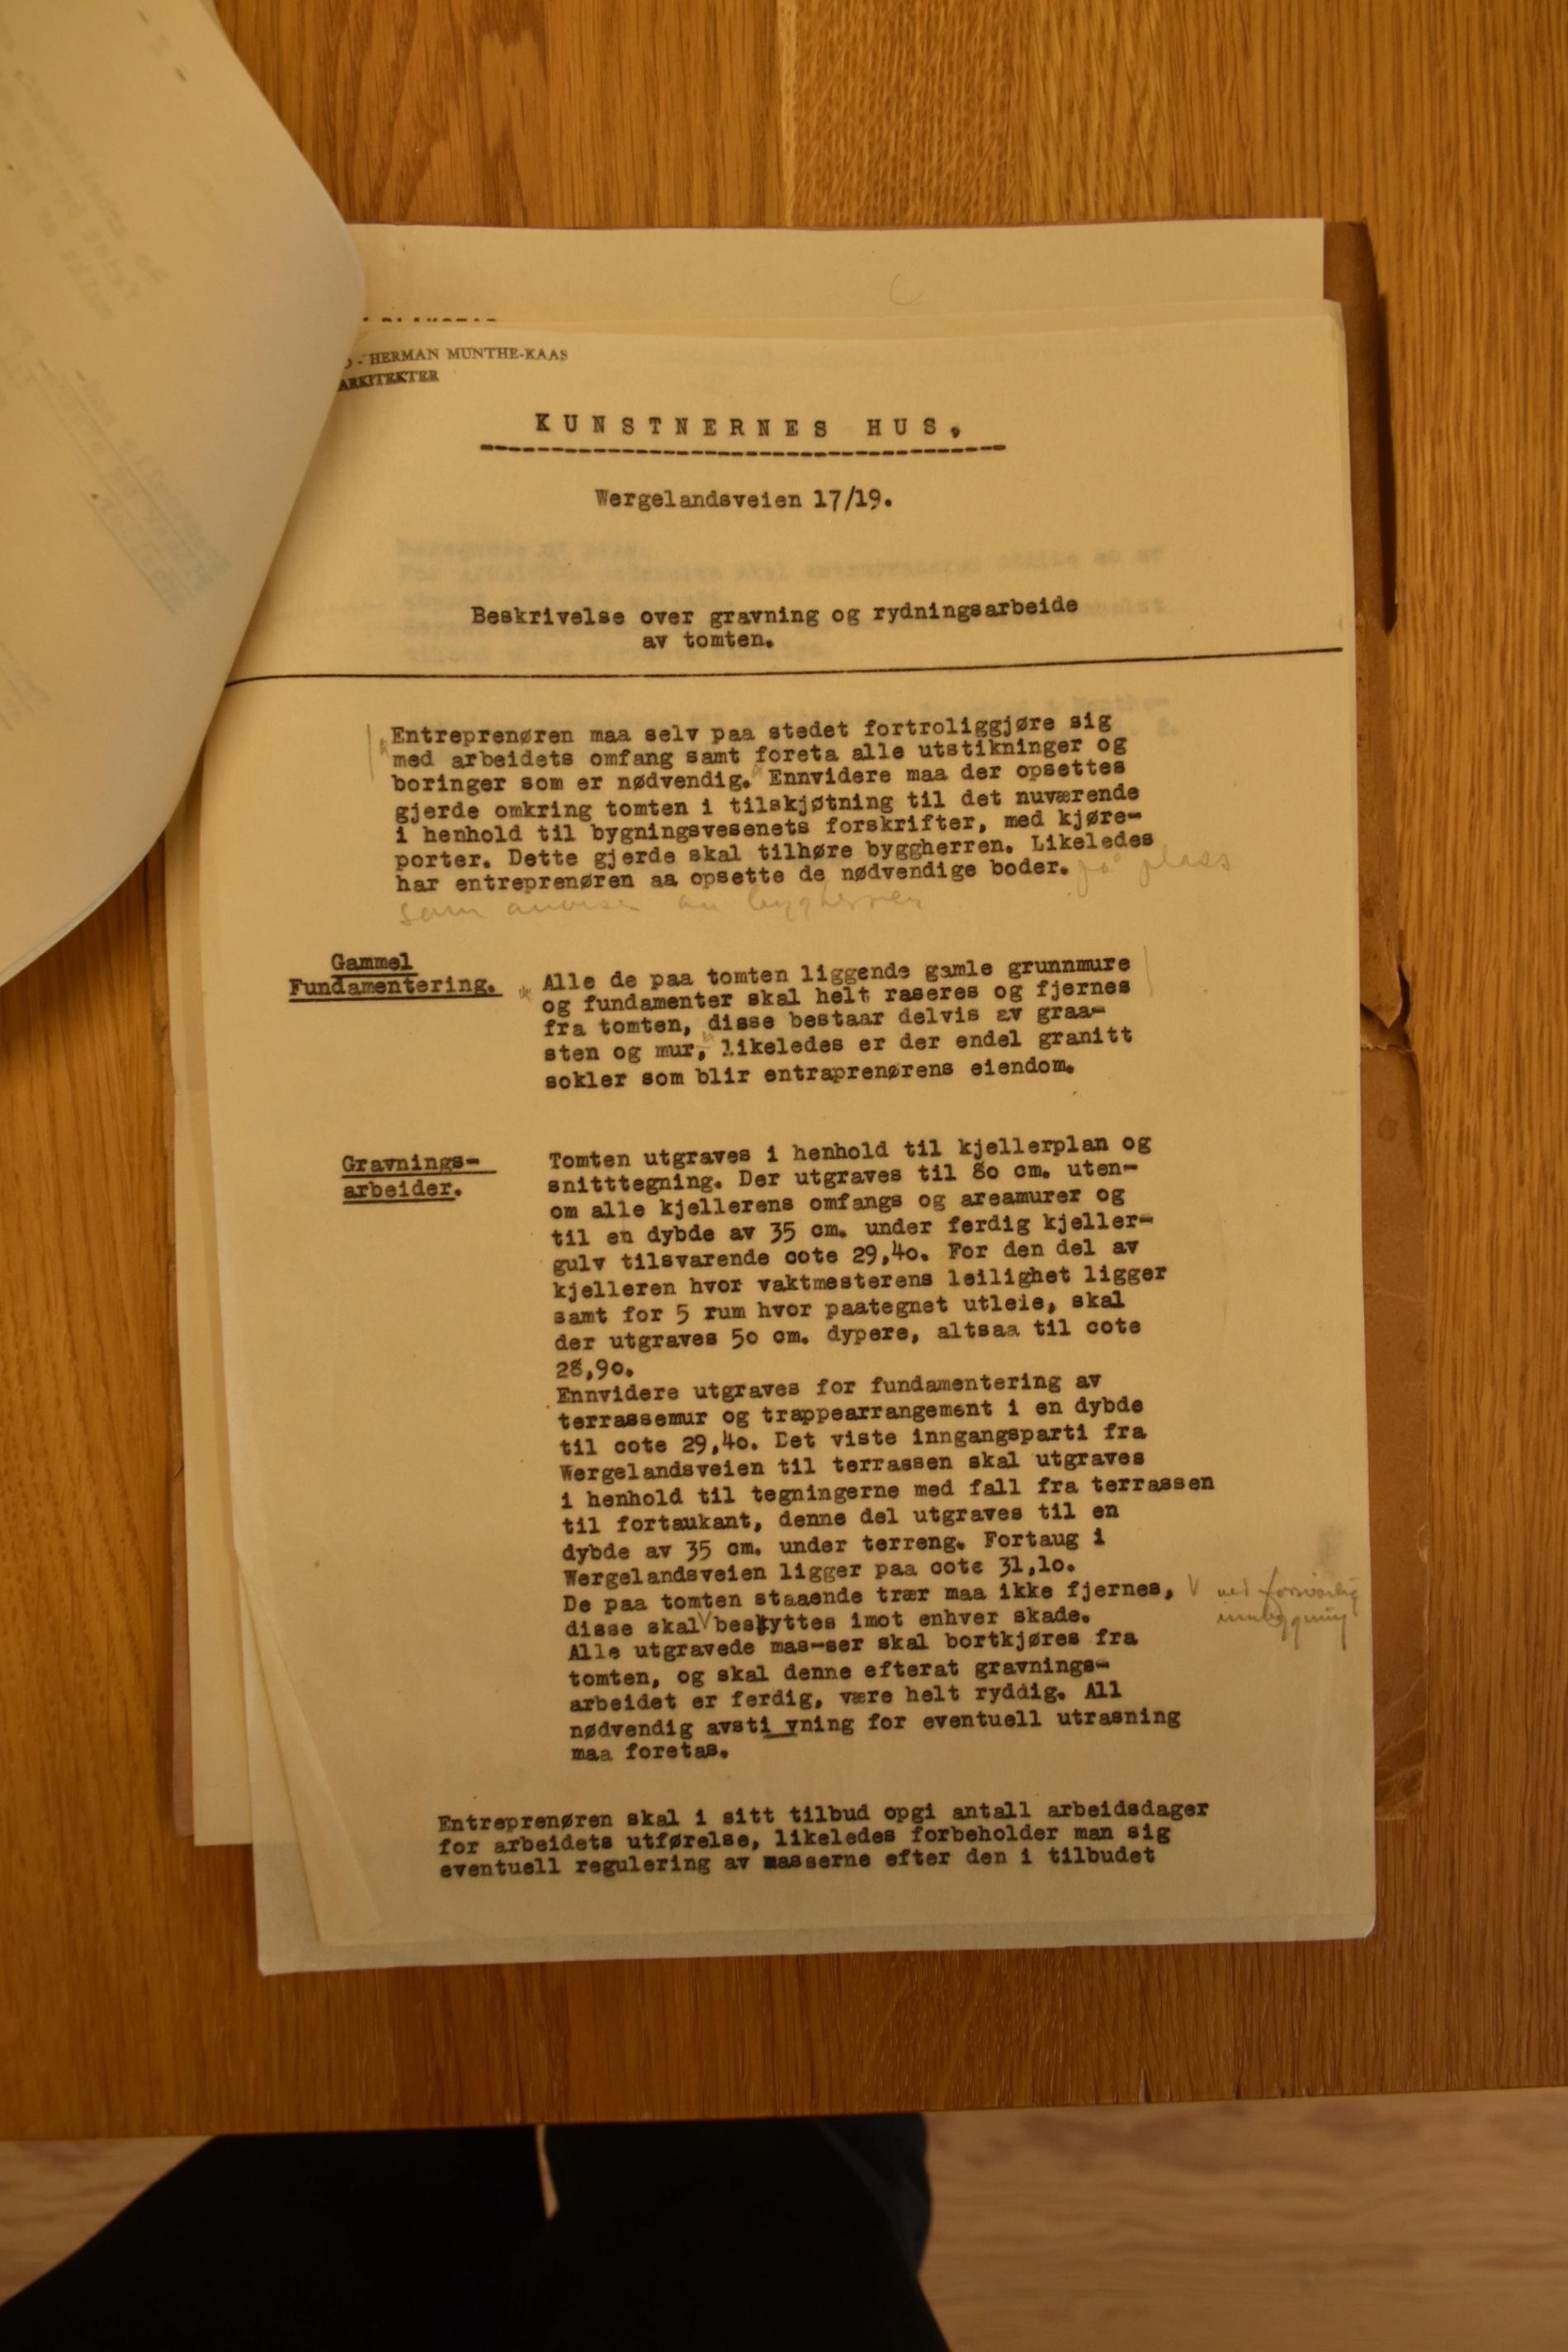 HERMAN MUNTHE-KAAS
ARKITEKTER
KUNSTNERNES HUS.
Wergelandsveien 17/19.
Beskrivelse over gravning og rydningsarbeide
av tomten.
Entreprenøren maa selv paa stedet fortroliggjøre sig
med arbeidets omfang samt foreta alle utstikninger og
boringer som er nødvendig. Ennvidere maa der opsettes
gjerde omkring tomten i tilskjøtning til det nuværende
i henhold til bygningsvesenets forskrifter, med kjøre-
porter. Dette gjerde skal tilhøre byggherren. Likeledes
har entreprenøren aa opsette de nødvendige boder. på plass
som anvises av byggherren
Gammel
Fundamentering.
Alle de paa tomten liggende gamle grunnmure
og fundamenter skal helt raseres og fjernes
fra tomten, disse bestaar delvis av graa-
sten og mur, likeledes er der endel granitt
sokler som blir entraprenørens eiendom.
Gravnings-
arbeider.
Tomten utgraves i henhold til kjellerplan og
snitttegning. Der utgraves til 80 cm. uten-
om alle kjellerens omfangs og areamurer og
til en dybde av 35 cm. under ferdig kjeller-
gulv tilsvarende cote 29,40. For den del av
kjelleren hvor vaktmesterens leilighet ligger
samt for 5 rum hvor paategnet utleie, skal
der utgraves 50 cm. dypere, altsaa til cote
28,90.
Ennvidere utgraves for fundamentering av
terrassemur og trappearrangement i en dybde
til cote 29,40. Det viste inngangsparti fra
Wergelandsveien til terrassen skal utgraves
i henhold til tegningerne med fall fra terrassen
til fortaukant, denne del utgraves til en
dybde av 35 cm. under terreng. Fortaug i
Wergelandsveien ligger paa cote 31,10.
De paa tomten staaende trær maa ikke fjernes,
disse skal beskyttes imot enhver skade.
ved forsvarlig
innbygning
Alle utgravede mas-ser skal bortkjøres fra
tomten, og skal denne efterat gravnings-
arbeidet er ferdig, være helt ryddig. All
nødvendig avsti vning for eventuell utrasning
maa foretas.
Entreprenøren skal i sitt tilbud opgi antall arbeidsdager
for arbeidets utførelse, likeledes forbeholder man sig
eventuell regulering av masserne efter den i tilbudet